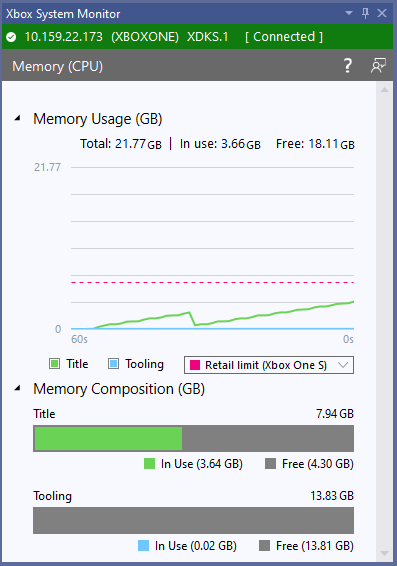 Xbox System Monitor
10.159.22.173 (XBOXONE) XDKS.1 [ Connected ]
Memory (CPU) ?
Memory Usage (GB)
Total: 21.77 GB | In use: 3.66 GB Free: 18.11 GB
21.77
0
60s 0s
Title Tooling Retail limit (Xbox One S)
Memory Composition (GB)
Title 7.94 GB
In Use (3.64 GB) Free (4.30 GB)
Tooling 13.83 GB
In Use (0.02 GB) Free (13.81 GB)